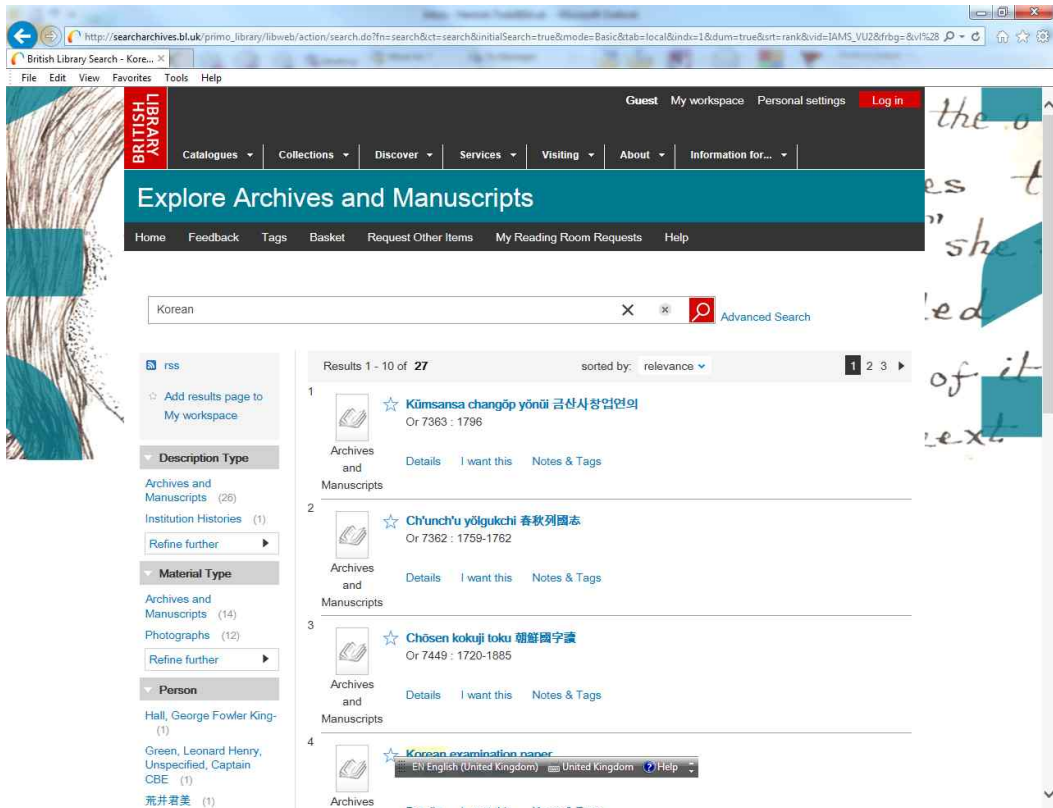 http://searcharchives.bl.uk/primo_library/libweb/action/search.do?fn=search&ct=search&initialSearch=true&mode=Basic&tab=local&indx=1&dum=true&srt=rank&vid=IAMS_VU2&frbg=&vl%28
British Library Search - Kore...
File Edit View Favorites Tools Help
BRITISH LIBRARY
Guest My workspace Personal settings Log in
Catalogues Collections Discover Services Visiting About Information for...
Explore Archives and Manuscripts
Home Feedback Tags Basket Request Other Items My Reading Room Requests Help
the o
es t
she
ed
of it
Korean
Advanced Search
rss
Add results page to
My workspace
Description Type
Archives and
Manuscripts (26)
Institution Histories (1)
Refine further
Material Type
Archives and
Manuscripts (14)
Photographs (12)
Refine further
Person
Hall, George Fowler King-
(1)
Green, Leonard Henry,
Unspecified, Captain
CBE (1)
荒井君美 (1)
Results 1 - 10 of 27 sorted by: relevance 1 2 3
1
Kŭmsansa changŏp yŏnŭi 금산사창업연의
Or 7363 : 1796
Archives
and
Manuscripts
Details I want this Notes & Tags
2
Ch'unch'u yŏlgukchi 春秋列國志
Or 7362 : 1759-1762
Archives
and
Manuscripts
Details I want this Notes & Tags
3
Chōsen kokuji toku 朝鮮國字讀
Or 7449 : 1720-1885
Archives
and
Manuscripts
Details I want this Notes & Tags
4
Korean examination paper
EN English (United Kingdom) United Kingdom Help
Archives